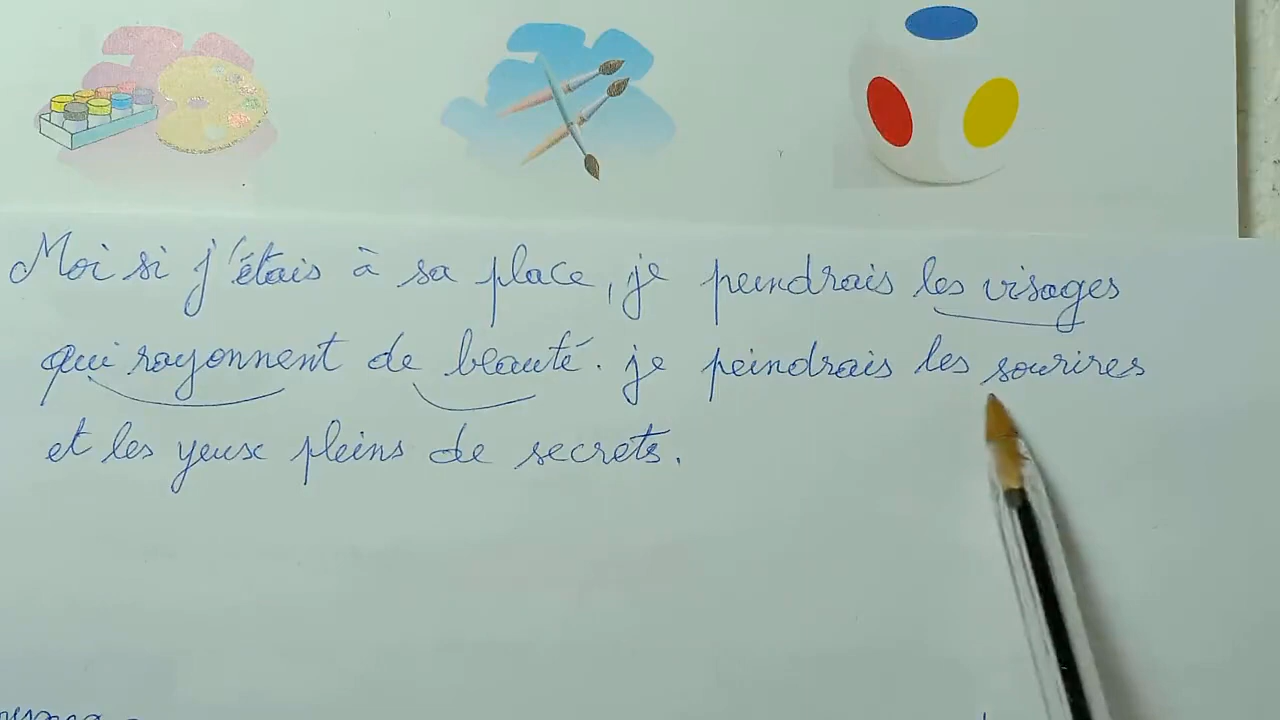 Moi si j'étais à sa place, je peindrais les visages
qui rayonnent de beauté. je peindrais les sourires
et les yeux pleins de secrets.